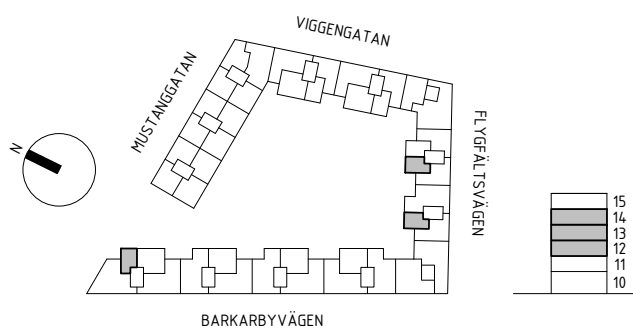 VIGGENGATAN
MUSTANGGATAN
FLYGFÄLTSVÄGEN
N
15
14
13
12
11
10
BARKARBYVÄGEN